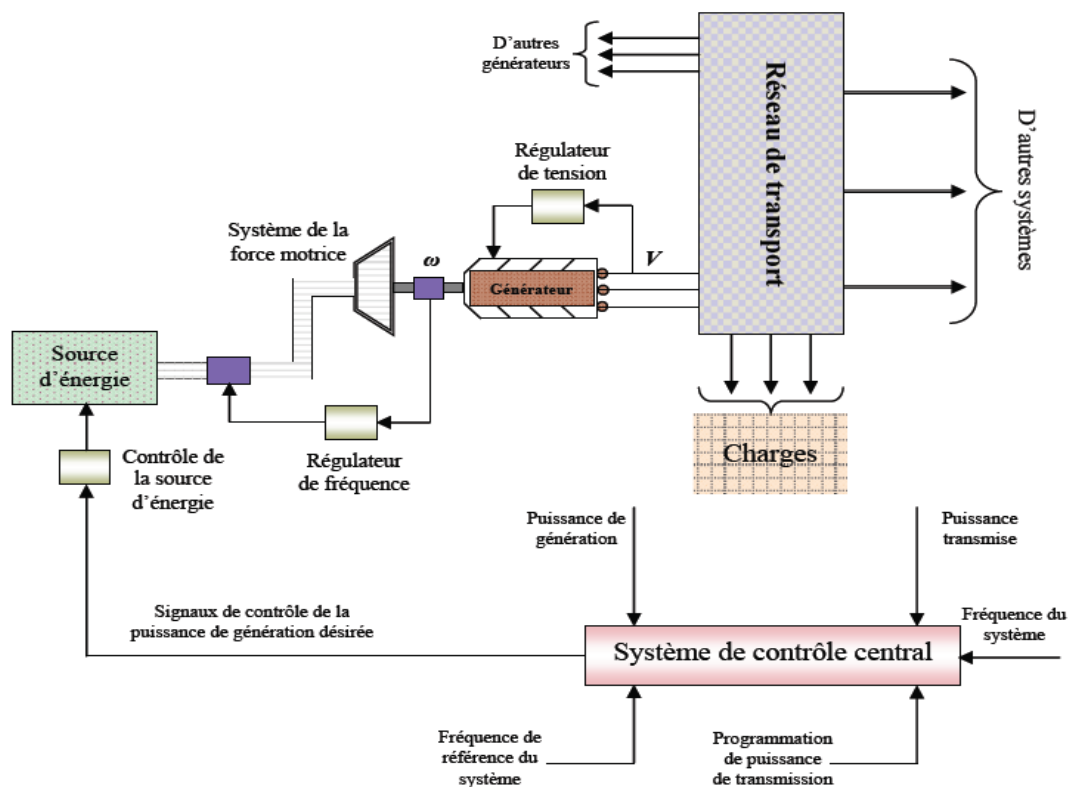 D'autres
générateurs
Réseau de transport
D'autres systèmes
Régulateur
de tension
Système de la
force motrice
ω
V
Générateur
Source
d'énergie
Régulateur
de fréquence
Contrôle de
la source
d'énergie
Charges
Puissance de
génération
Puissance
transmise
Signaux de contrôle de la
puissance de génération désirée
Fréquence du
système
Système de contrôle central
Fréquence de
référence du
système
Programmation
de puissance
de transmission